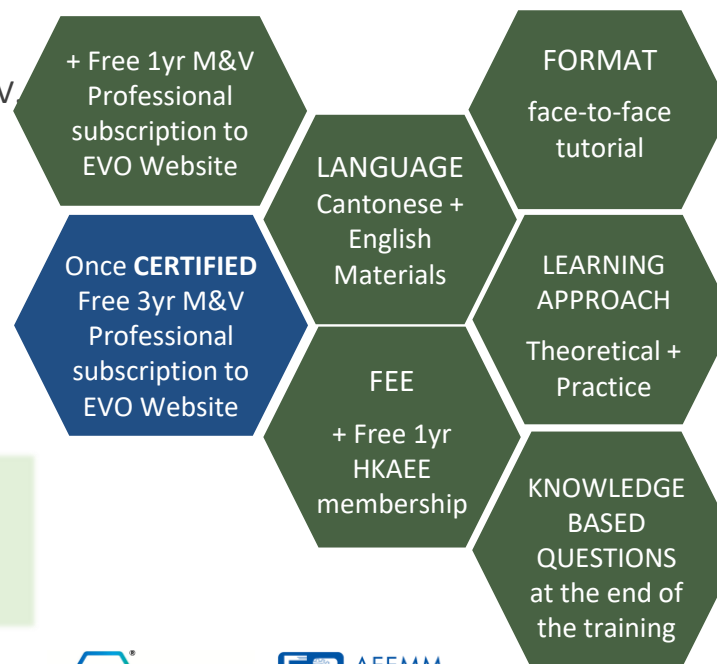 V.
+ Free 1yr M&V
Professional
subscription to
EVO Website
FORMAT
face-to-face
tutorial
LANGUAGE
Cantonese +
English
Materials
Once CERTIFIED
Free 3yr M&V
Professional
subscription to
EVO Website
LEARNING
APPROACH
Theoretical +
Practice
FEE
+ Free 1yr
HKAEE
membership
KNOWLEDGE
BASED
QUESTIONS
at the end of
the training